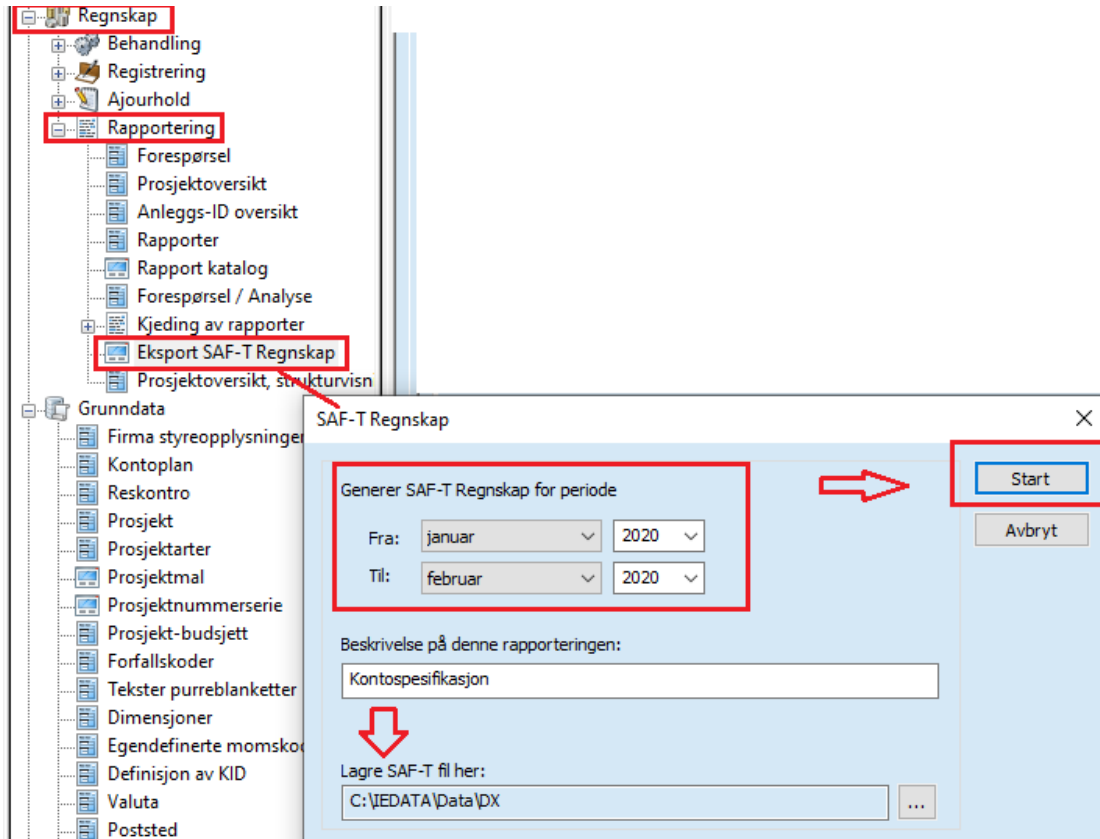 Regnskap
Behandling
Registrering
Ajourhold
Rapportering
Forespørsel
Prosjektoversikt
Anleggs-ID oversikt
Rapporter
Rapport katalog
Forespørsel / Analyse
Kjeding av rapporter
Eksport SAF-T Regnskap
Prosjektoversikt, strukturvisn
Grunndata
Firma styreopplysninger
Kontoplan
Reskontro
Prosjekt
Prosjektarter
Prosjektmal
Prosjektnummerserie
Prosjekt-budsjett
Forfallskoder
Tekster purreblanketter
Dimensjoner
Egendefinerte momskod
Definisjon av KID
Valuta
Poststed
SAF-T Regnskap
Generer SAF-T Regnskap for periode
Fra: januar 2020
Til: februar 2020
Beskrivelse på denne rapporteringen:
Kontospesifikasjon
Lagre SAF-T fil her:
C:\IEDATA\Data\DX
...
Start
Avbryt